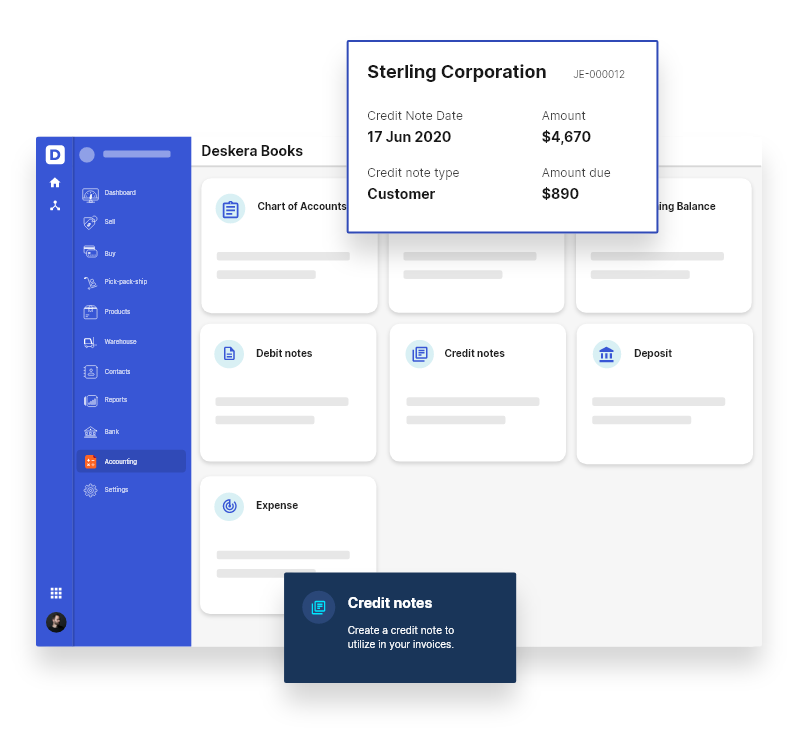 Sterling Corporation
JE-000012
Credit Note Date
Amount
17 Jun 2020
$4,670
Credit note type
Amount due
Customer
$890
D
Deskera Books
Dashboard
Sell
Buy
Pick-pack-ship
Products
Warehouse
Contacts
Reports
Bank
Accounting
Settings
Chart of Accounts
ing Balance
Debit notes
Credit notes
Deposit
Expense
Credit notes
Create a credit note to
utilize in your invoices.